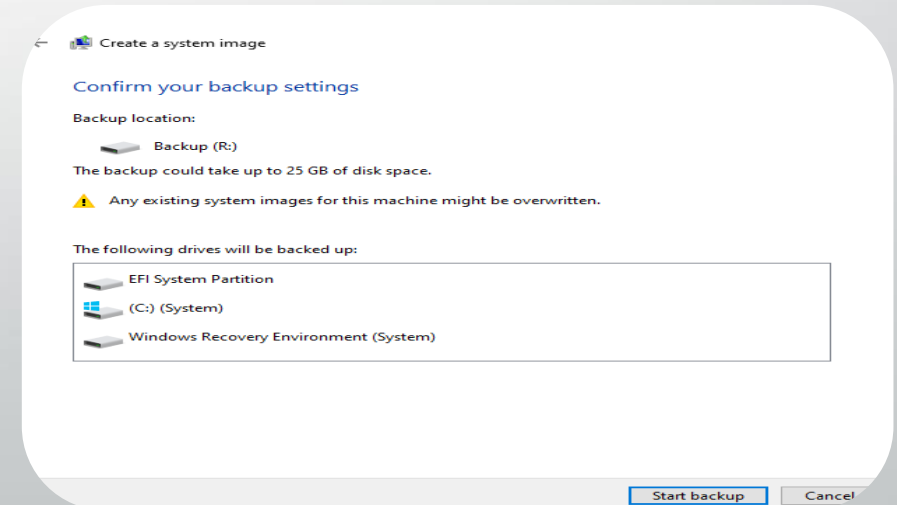 Create a system image
Confirm your backup settings
Backup location:
Backup (R:)
The backup could take up to 25 GB of disk space.
Any existing system images for this machine might be overwritten.
The following drives will be backed up:
EFI System Partition
(C:) (System)
Windows Recovery Environment (System)
Start backup
Cancel